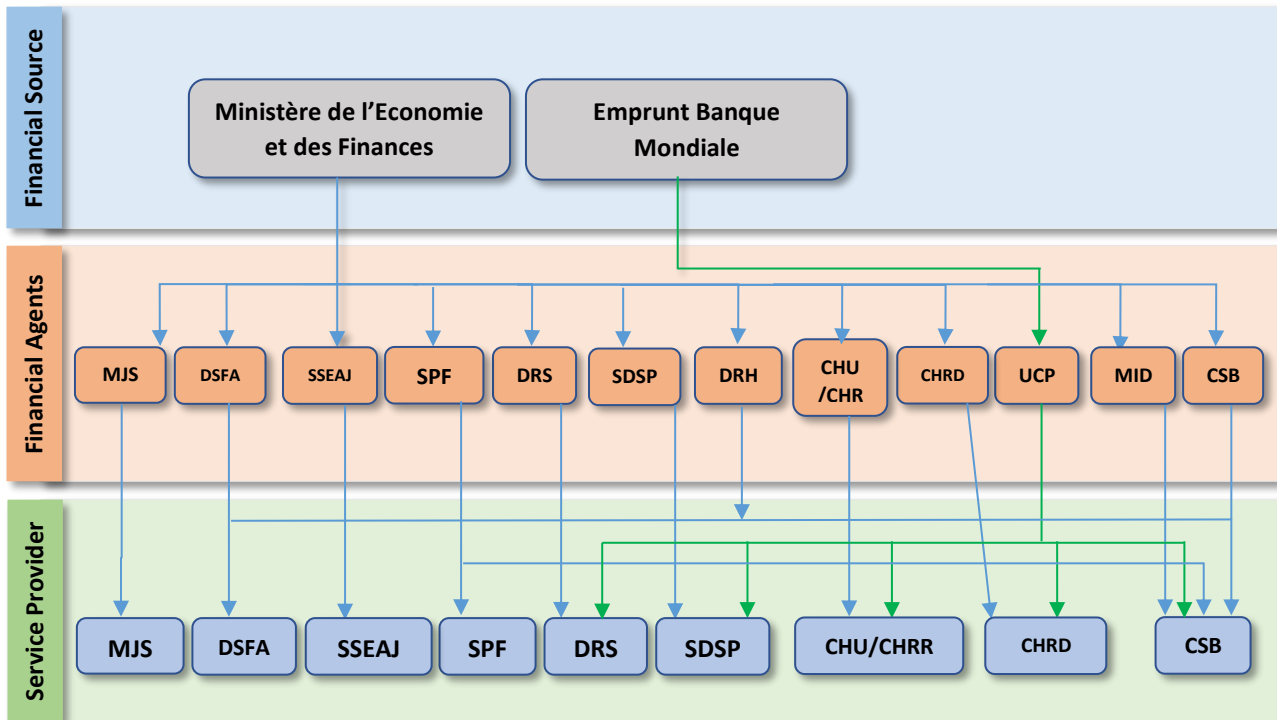 Financial Source
Ministère de l’Economie
et des Finances
Emprunt Banque
Mondiale
Financial Agents
MJS
DSFA
SSEAJ
SPF
DRS
SDSP
DRH
CHU
/CHR
CHRD
UCP
MID
CSB
Service Provider
MJS
DSFA
SSEAJ
SPF
DRS
SDSP
CHU/CHRR
CHRD
CSB